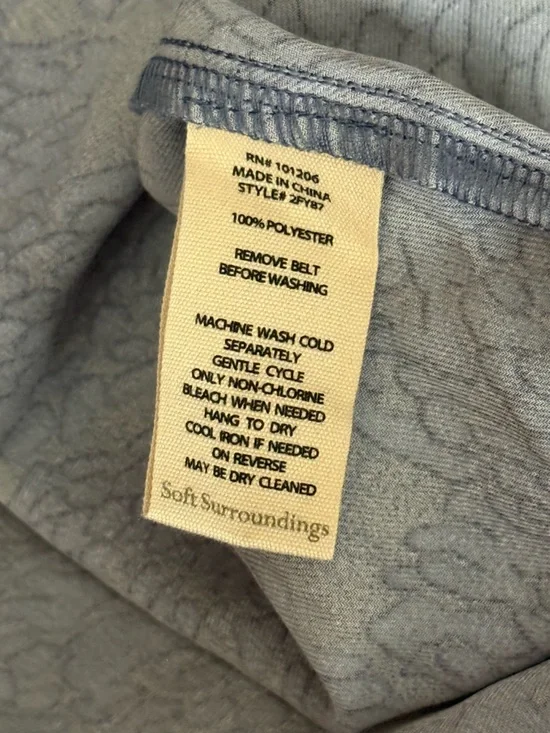 RN# 101206
MADE IN CHINA
STYLE# 2FY87
100% POLYESTER
REMOVE BELT
BEFORE WASHING
MACHINE WASH COLD
SEPARATELY
GENTLE CYCLE
ONLY NON-CHLORINE
BLEACH WHEN NEEDED
HANG TO DRY
COOL IRON IF NEEDED
ON REVERSE
MAY BE DRY CLEANED
Soft Surroundings